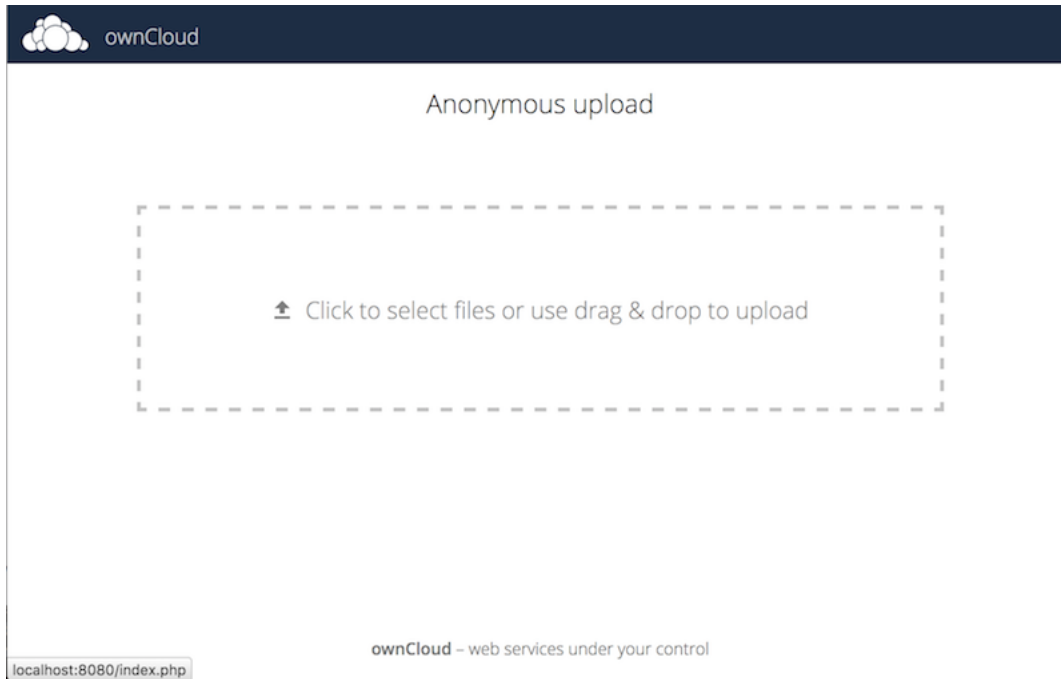 ownCloud
Anonymous upload
Click to select files or use drag & drop to upload
ownCloud – web services under your control
localhost:8080/index.php